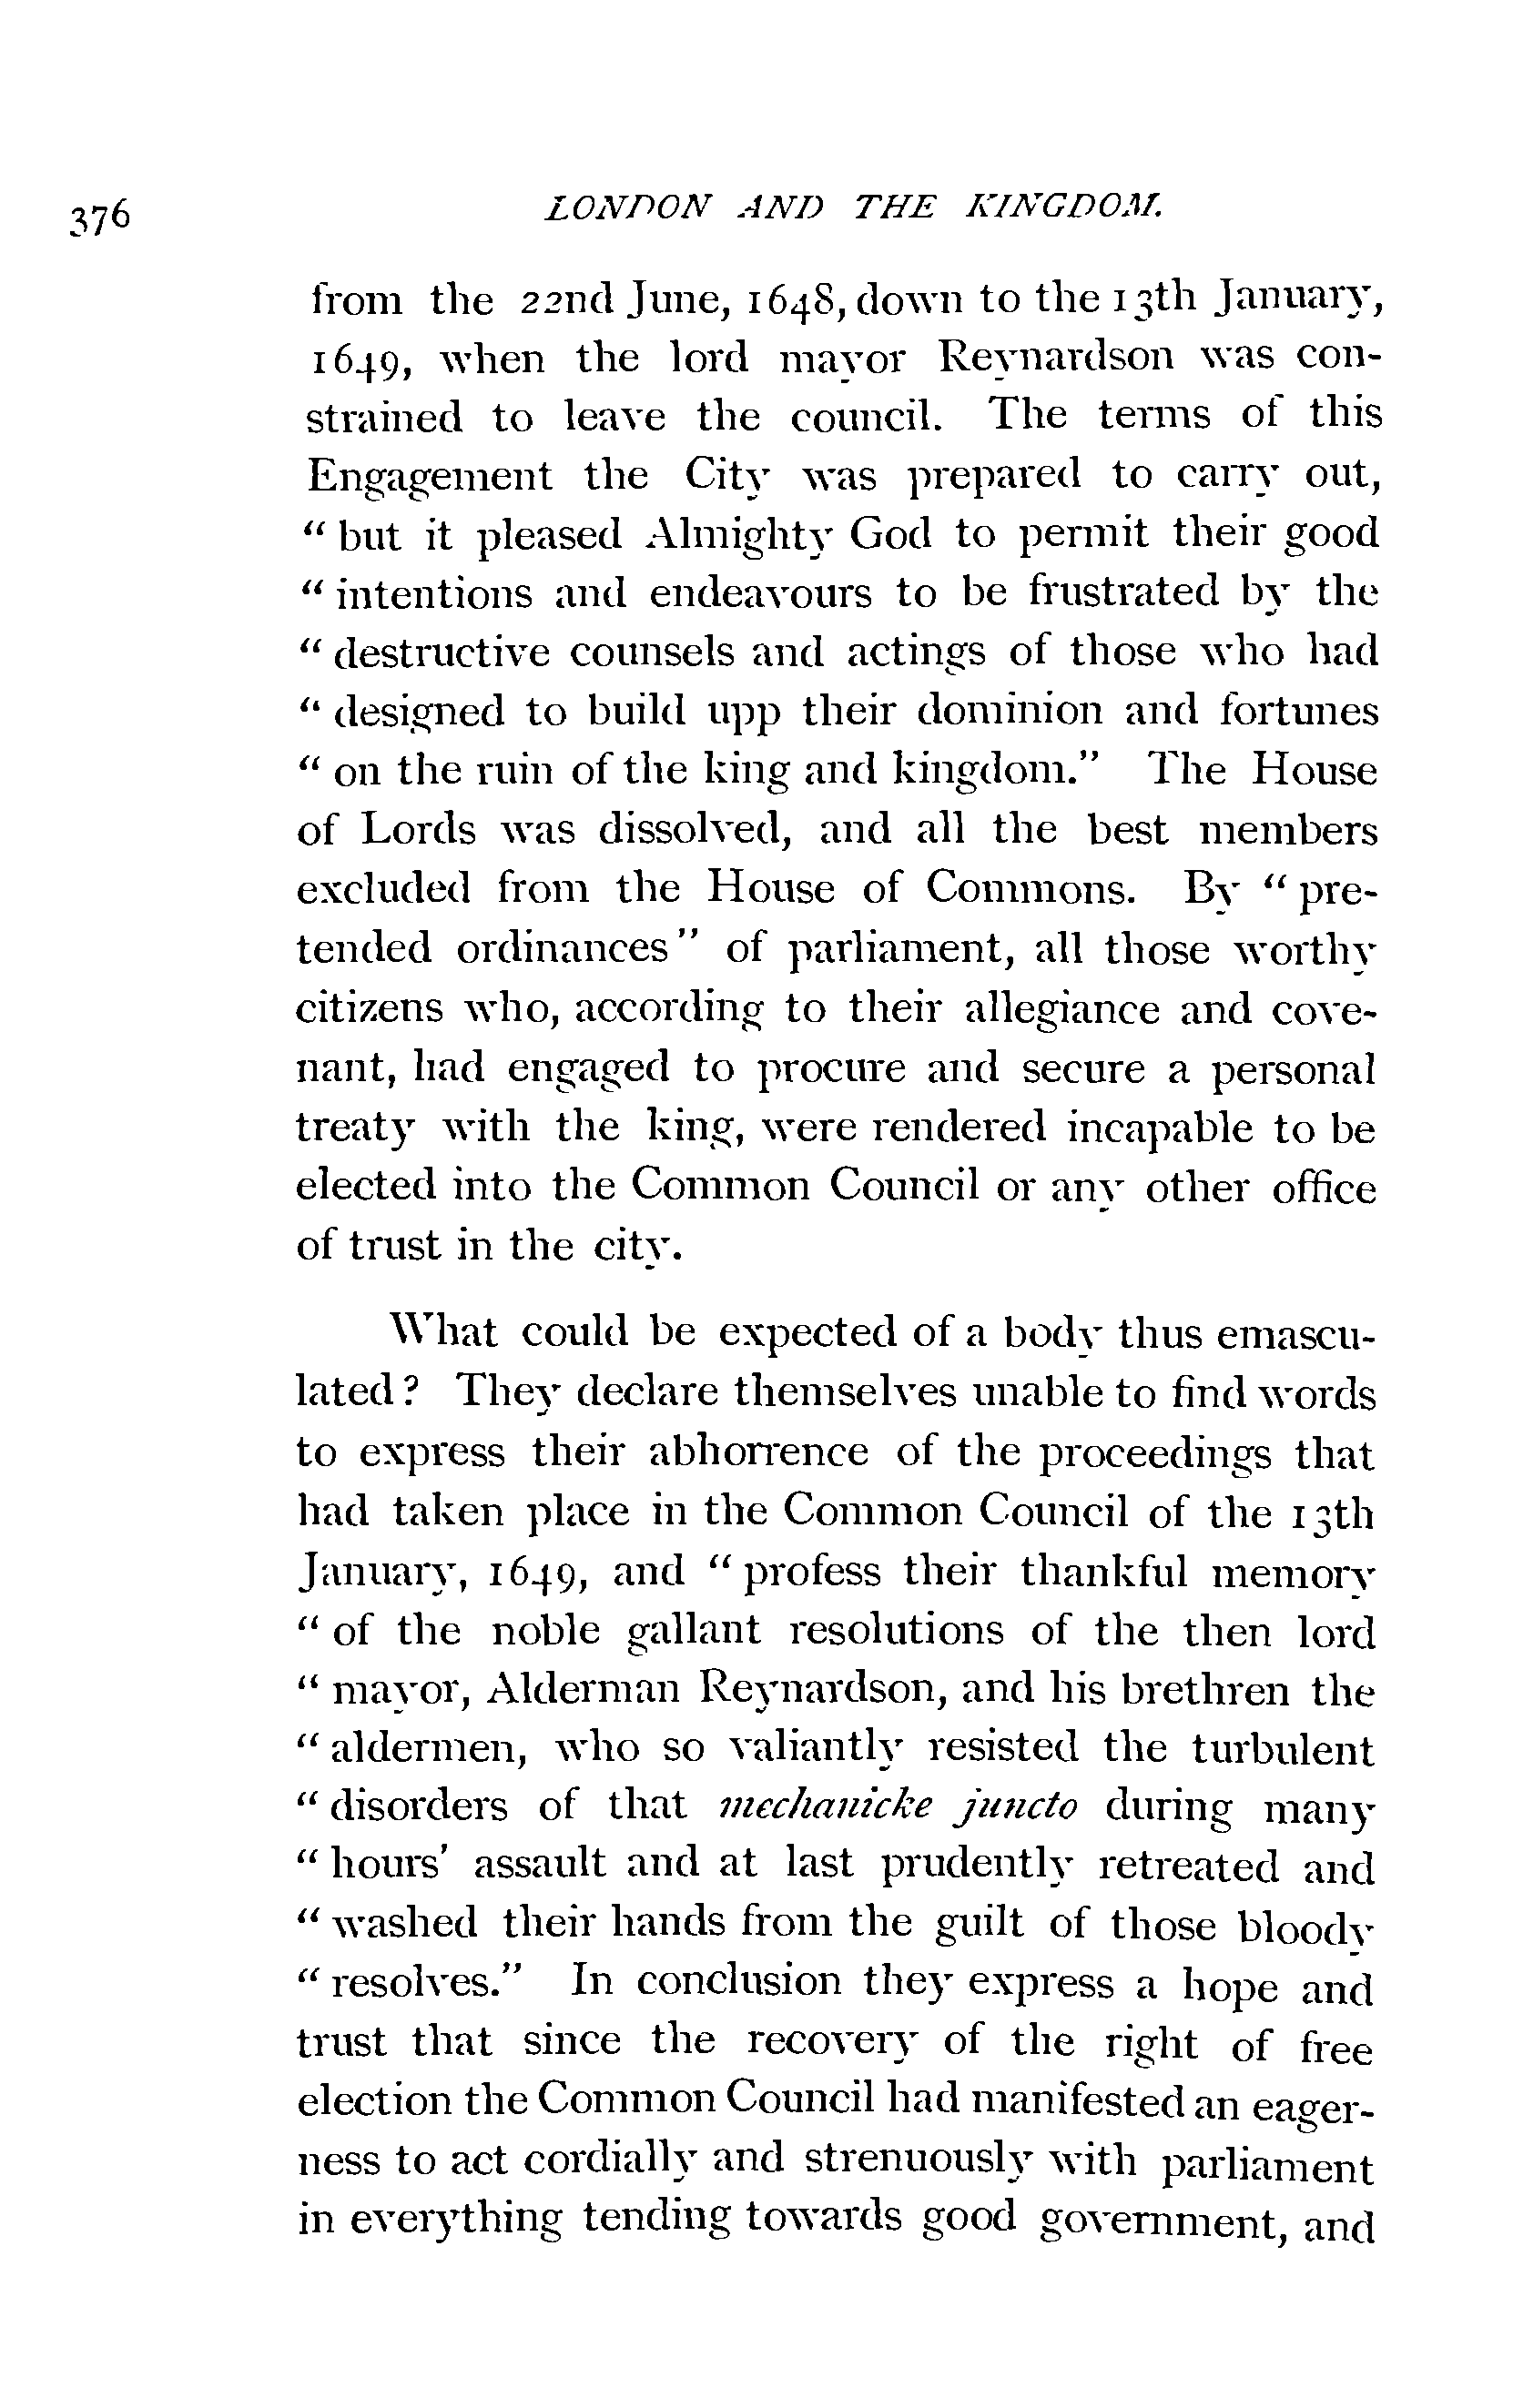 376
LONDON AND THE KINGDOM.
from the 22nd June, 1648, down to the 13th January,
1649, when the lord mayor Reynardson was con-
strained to leave the council. The terms of this
Engagement the City was prepared to carry out,
“ but it pleased Almighty God to permit their good
“ intentions and endeavours to be frustrated by the
“ destructive counsels and actings of those who had
“ designed to build upp their dominion and fortunes
“ on the ruin of the king and kingdom.” The House
of Lords was dissolved, and all the best members
excluded from the House of Commons. By “ pre-
tended ordinances ” of parliament, all those worthy
citizens who, according to their allegiance and cove-
nant, had engaged to procure and secure a personal
treaty with the king, were rendered incapable to be
elected into the Common Council or any other office
of trust in the city.
What could be expected of a body thus emascu-
lated ? They declare themselves unable to find words
to express their abhorrence of the proceedings that
had taken place in the Common Council of the 13th
January, 1649, and “ profess their thankful memory
“ of the noble gallant resolutions of the then lord
“ mayor, Alderman Reynardson, and his brethren the
“ aldermen, who so valiantly resisted the turbulent
“ disorders of that mechanicke juncto during many
“ hours’ assault and at last prudently retreated and
“ washed their hands from the guilt of those bloody
“ resolves.” In conclusion they express a hope and
trust that since the recovery of the right of free
election the Common Council had manifested an eager-
ness to act cordially and strenuously with parliament
in everything tending towards good government, and